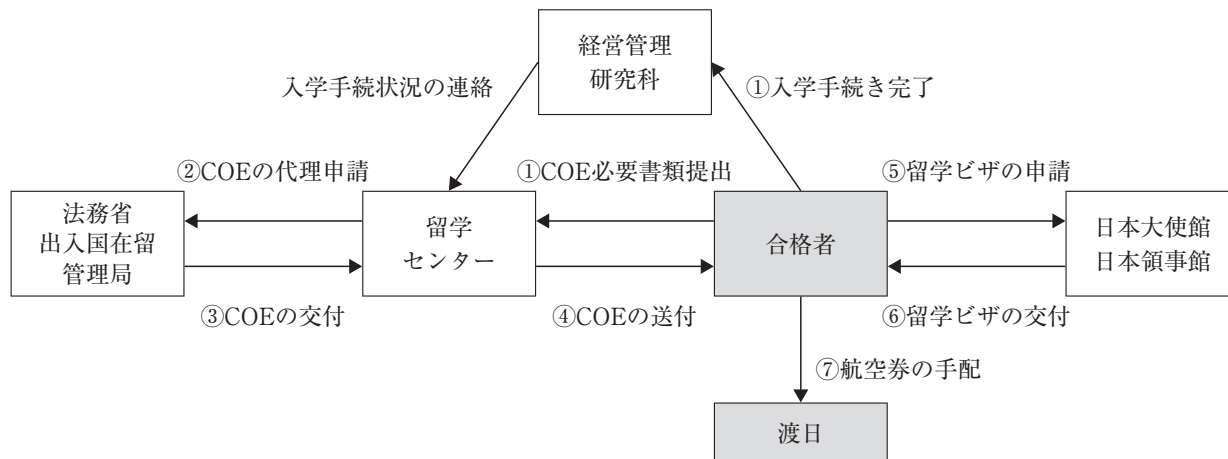 経営管理
研究科
入学手続状況の連絡
①入学手続き完了
②COEの代理申請
①COE必要書類提出
⑤留学ビザの申請
法務省
出入国在留
管理局
留学
センター
合格者
日本大使館
日本領事館
③COEの交付
④COEの送付
⑥留学ビザの交付
⑦航空券の手配
渡日